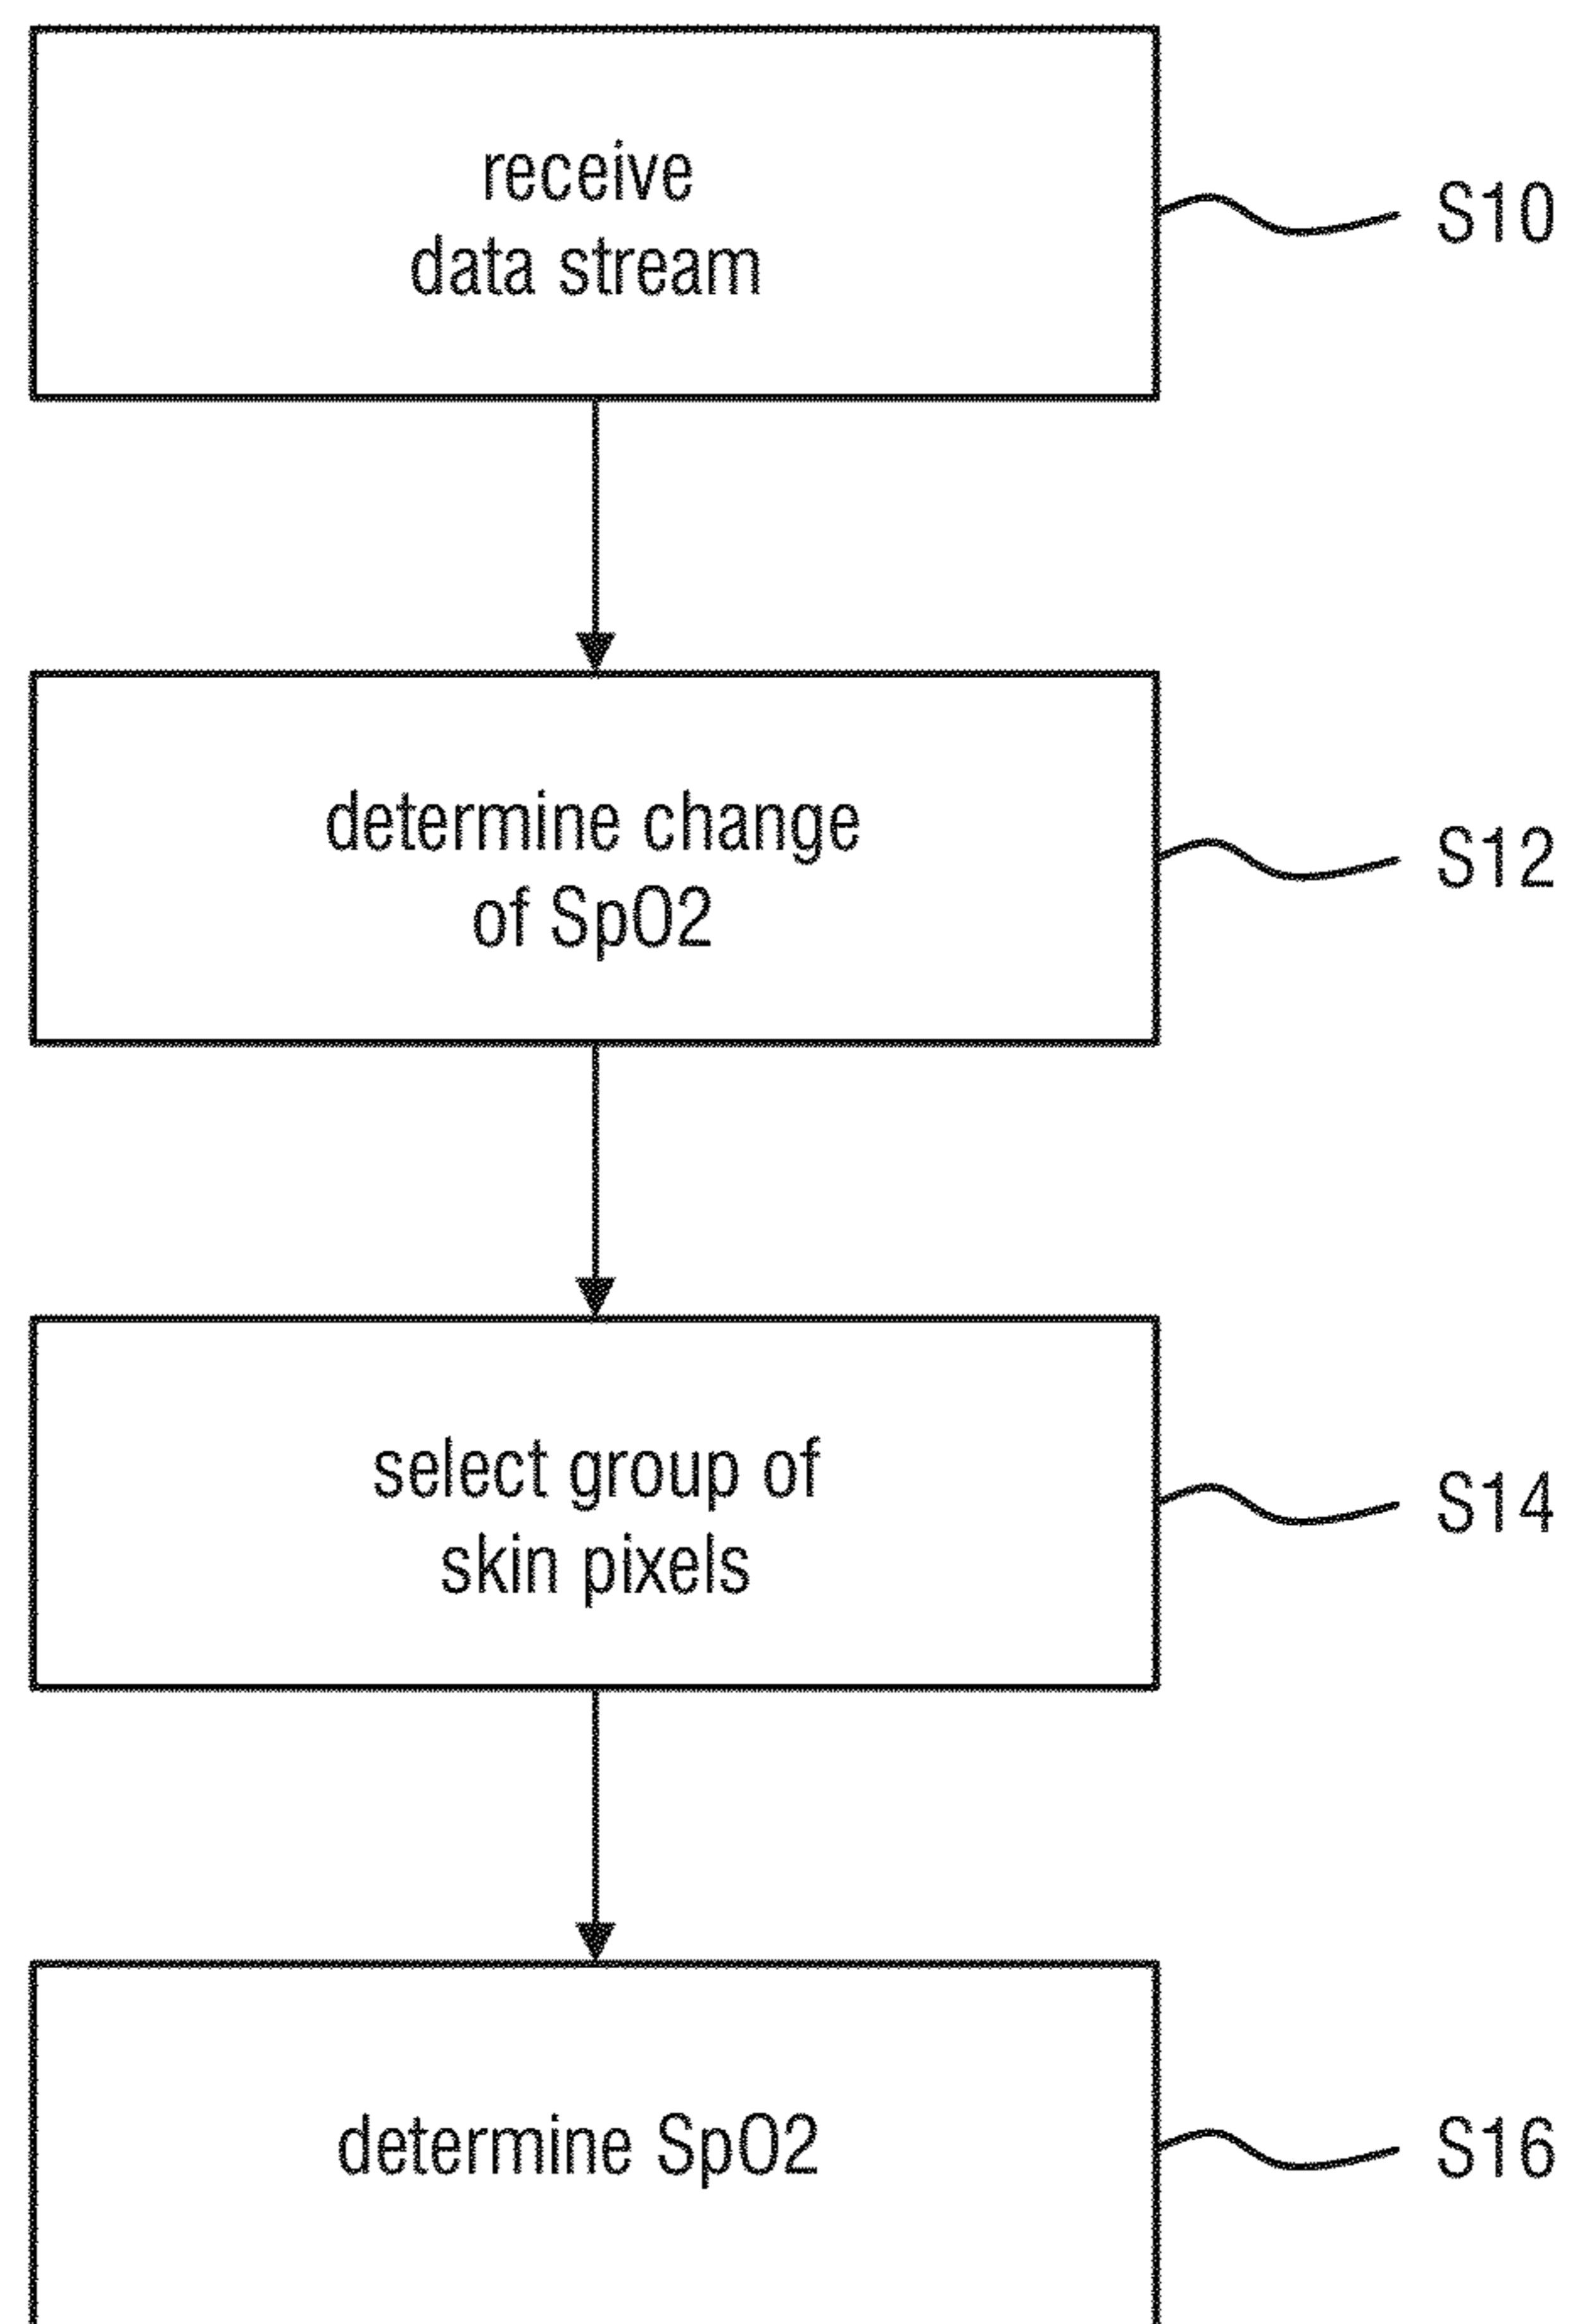 receive
data stream
S10
determine change
of SpO2
S12
select group of
skin pixels
S14
determine SpO2
S16